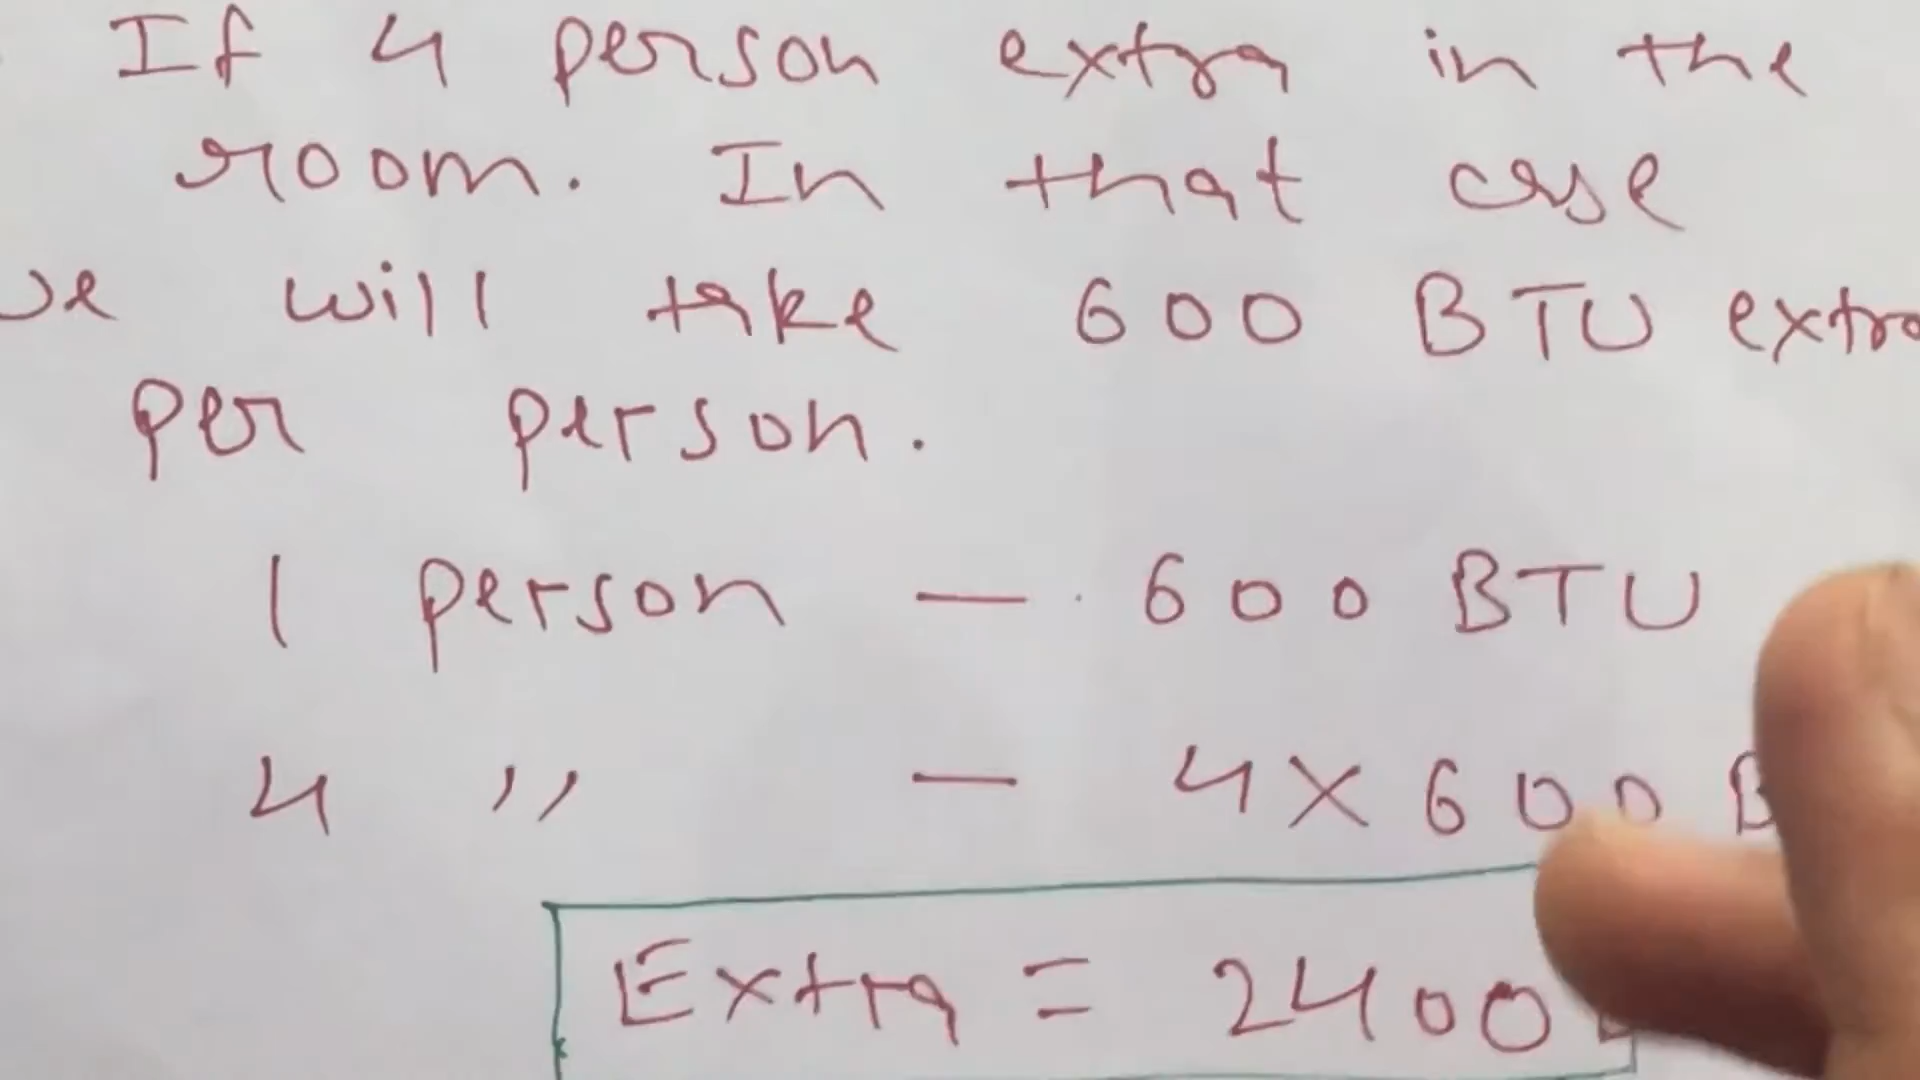 If 4 person extra in the
room. In that case
will take 600 BTU extra
per person.
1 person — 600 BTU
4 ,, — 4 X 600
Extra = 2400